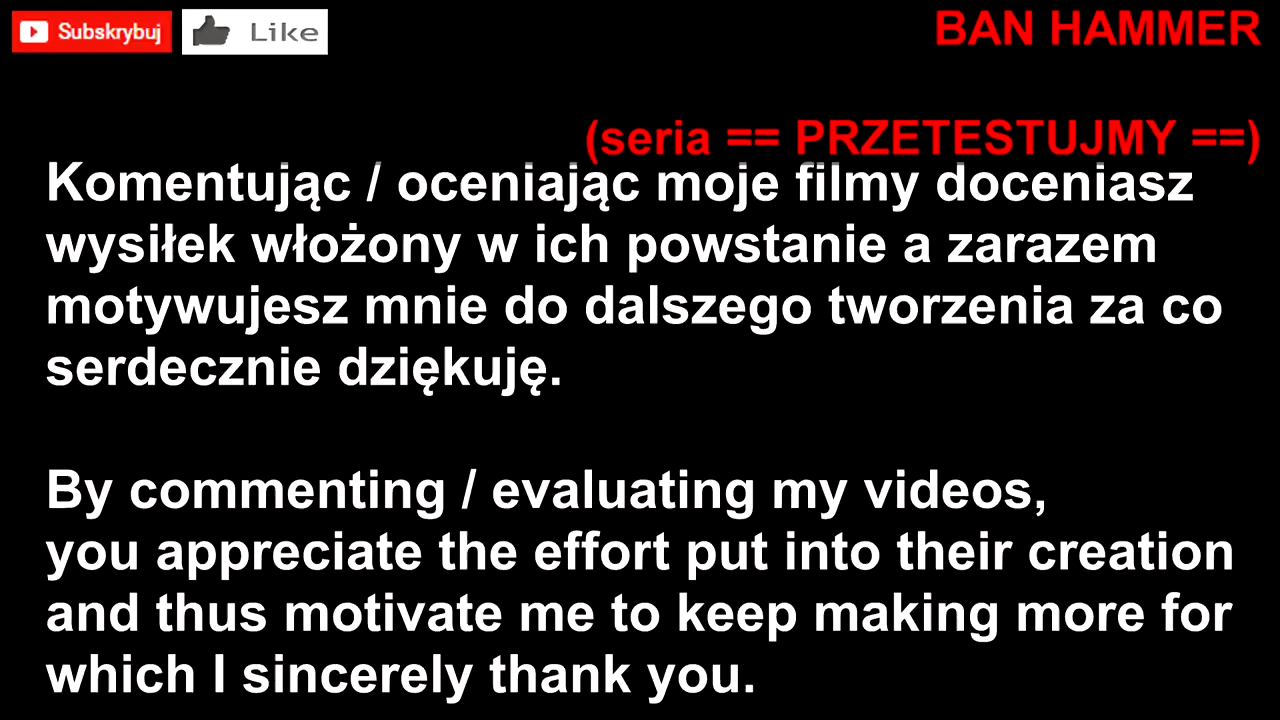 Subskrybuj Like BAN HAMMER
(seria == PRZETESTUJMY ==)
Komentując / oceniając moje filmy doceniasz
wysiłek włożony w ich powstanie a zarazem
motywujesz mnie do dalszego tworzenia za co
serdecznie dziękuję.
By commenting / evaluating my videos,
you appreciate the effort put into their creation
and thus motivate me to keep making more for
which I sincerely thank you.